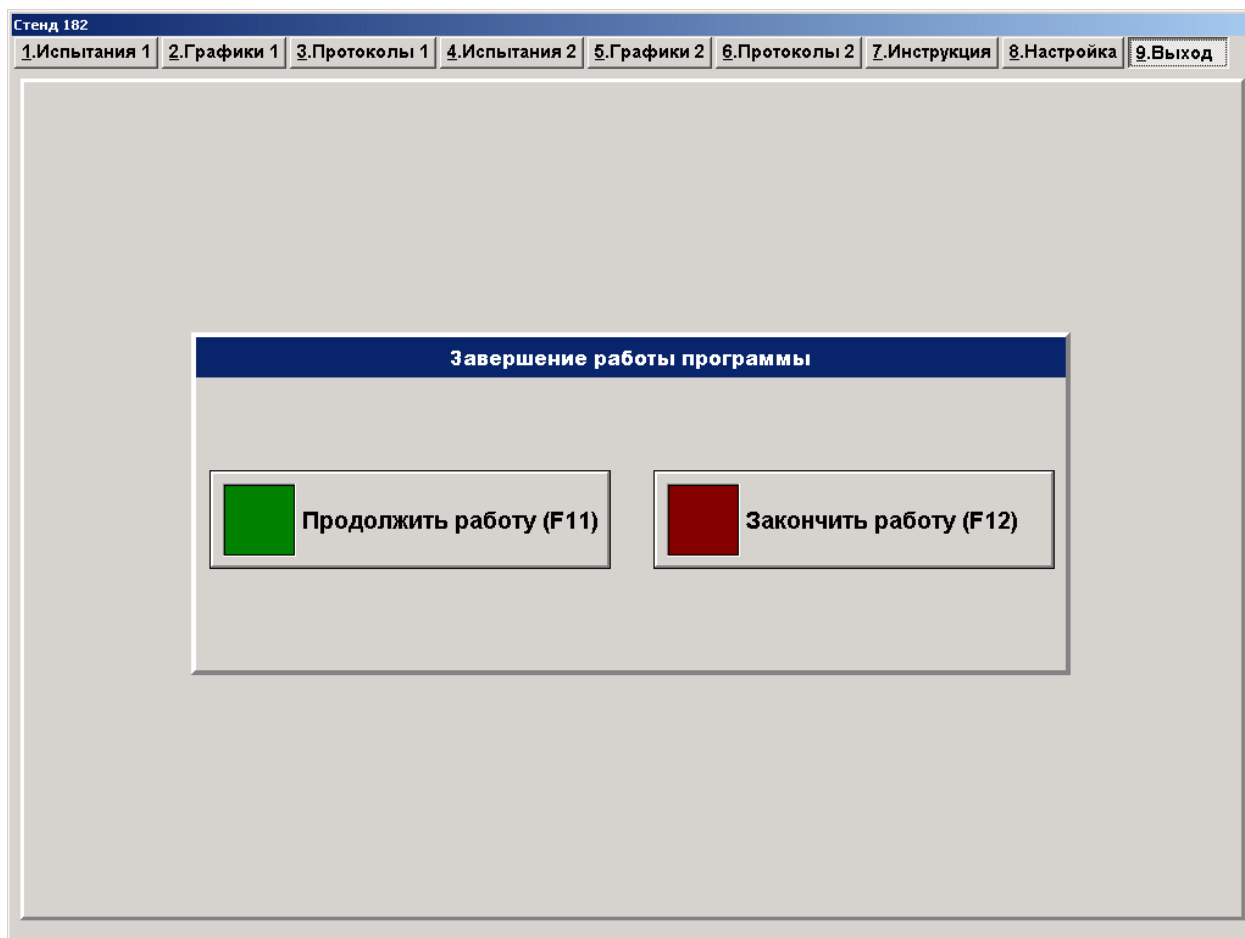 Стенд 182
1.Испытания 1 2.Графики 1 3.Протоколы 1 4.Испытания 2 5.Графики 2 6.Протоколы 2 7.Инструкция 8.Настройка 9.Выход
Завершение работы программы
Продолжить работу (F11) Закончить работу (F12)